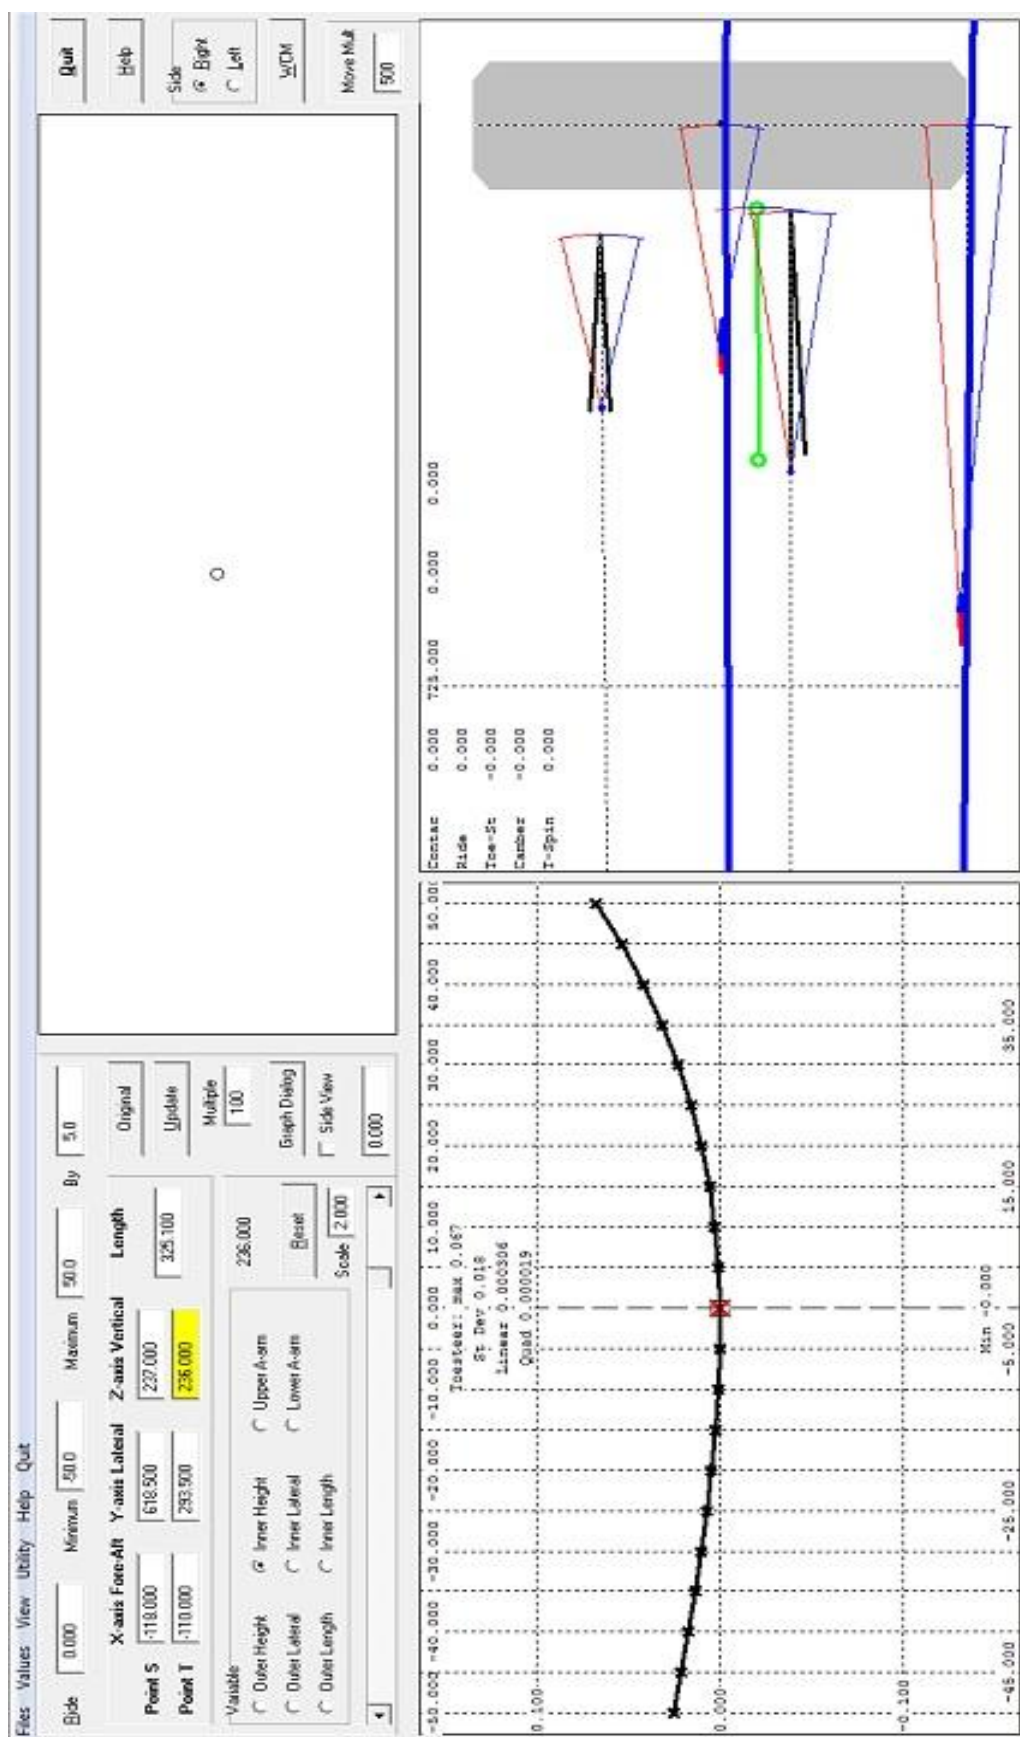 Files Values View Utility Help Quit
Ride 0.000 Minimum -50.0 Maximum 50.0 By 5.0
X-axis Fore-Aft Y-axis Lateral Z-axis Vertical Length
Point S -118.000 618.500 237.000
325.100
Point T -110.000 293.500 236.000
Original
Update
Multiple
100
Graph Dialog
Side View
0.000
Variable
Outer Height Inner Height Upper A-arm
Outer Lateral Inner Lateral Lower A-arm
Outer Length Inner Length
236.000
Reset
Scale 2.000
Quit
Help
Side
Right
Left
WCM
Move Mult
500
-50.000 -40.000 -30.000 -20.000 -10.000 0.000 10.000 20.000 30.000 40.000 50.000
Toesteer: max 0.067
St Dev 0.018
Linear 0.000306
Quad 0.000019
0.100
0.000
-0.100
Min -0.000
-45.000 -25.000 -5.000 15.000 35.000
Contac 0.000 725.000 0.000 0.000
Ride 0.000
Toe-St -0.000
Camber -0.000
T-Spin 0.000